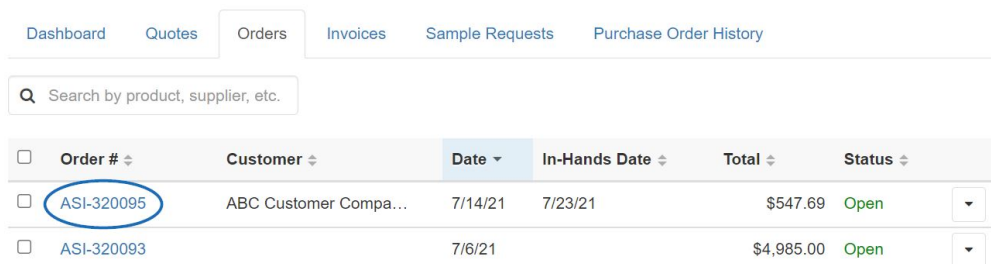 Dashboard Quotes Orders Invoices Sample Requests Purchase Order History
Search by product, supplier, etc.
Order # Customer Date In-Hands Date Total Status
ASI-320095 ABC Customer Compa... 7/14/21 7/23/21 $547.69 Open
ASI-320093 7/6/21 $4,985.00 Open